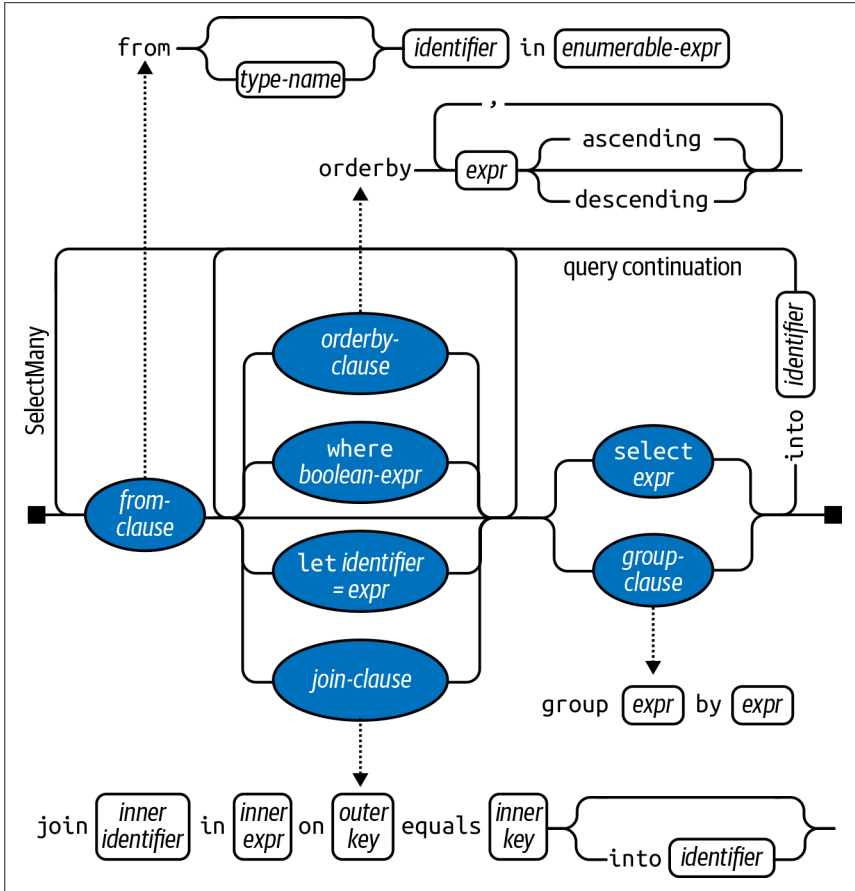 from type-name identifier in enumerable-expr
,
orderby expr ascending
descending
query continuation
SelectMany
identifier
into
orderby-
clause
where
boolean-expr
select
expr
from-
clause
let identifier
= expr
group-
clause
join-clause
group expr by expr
join inner
identifier in inner
expr on outer
key equals inner
key
into identifier